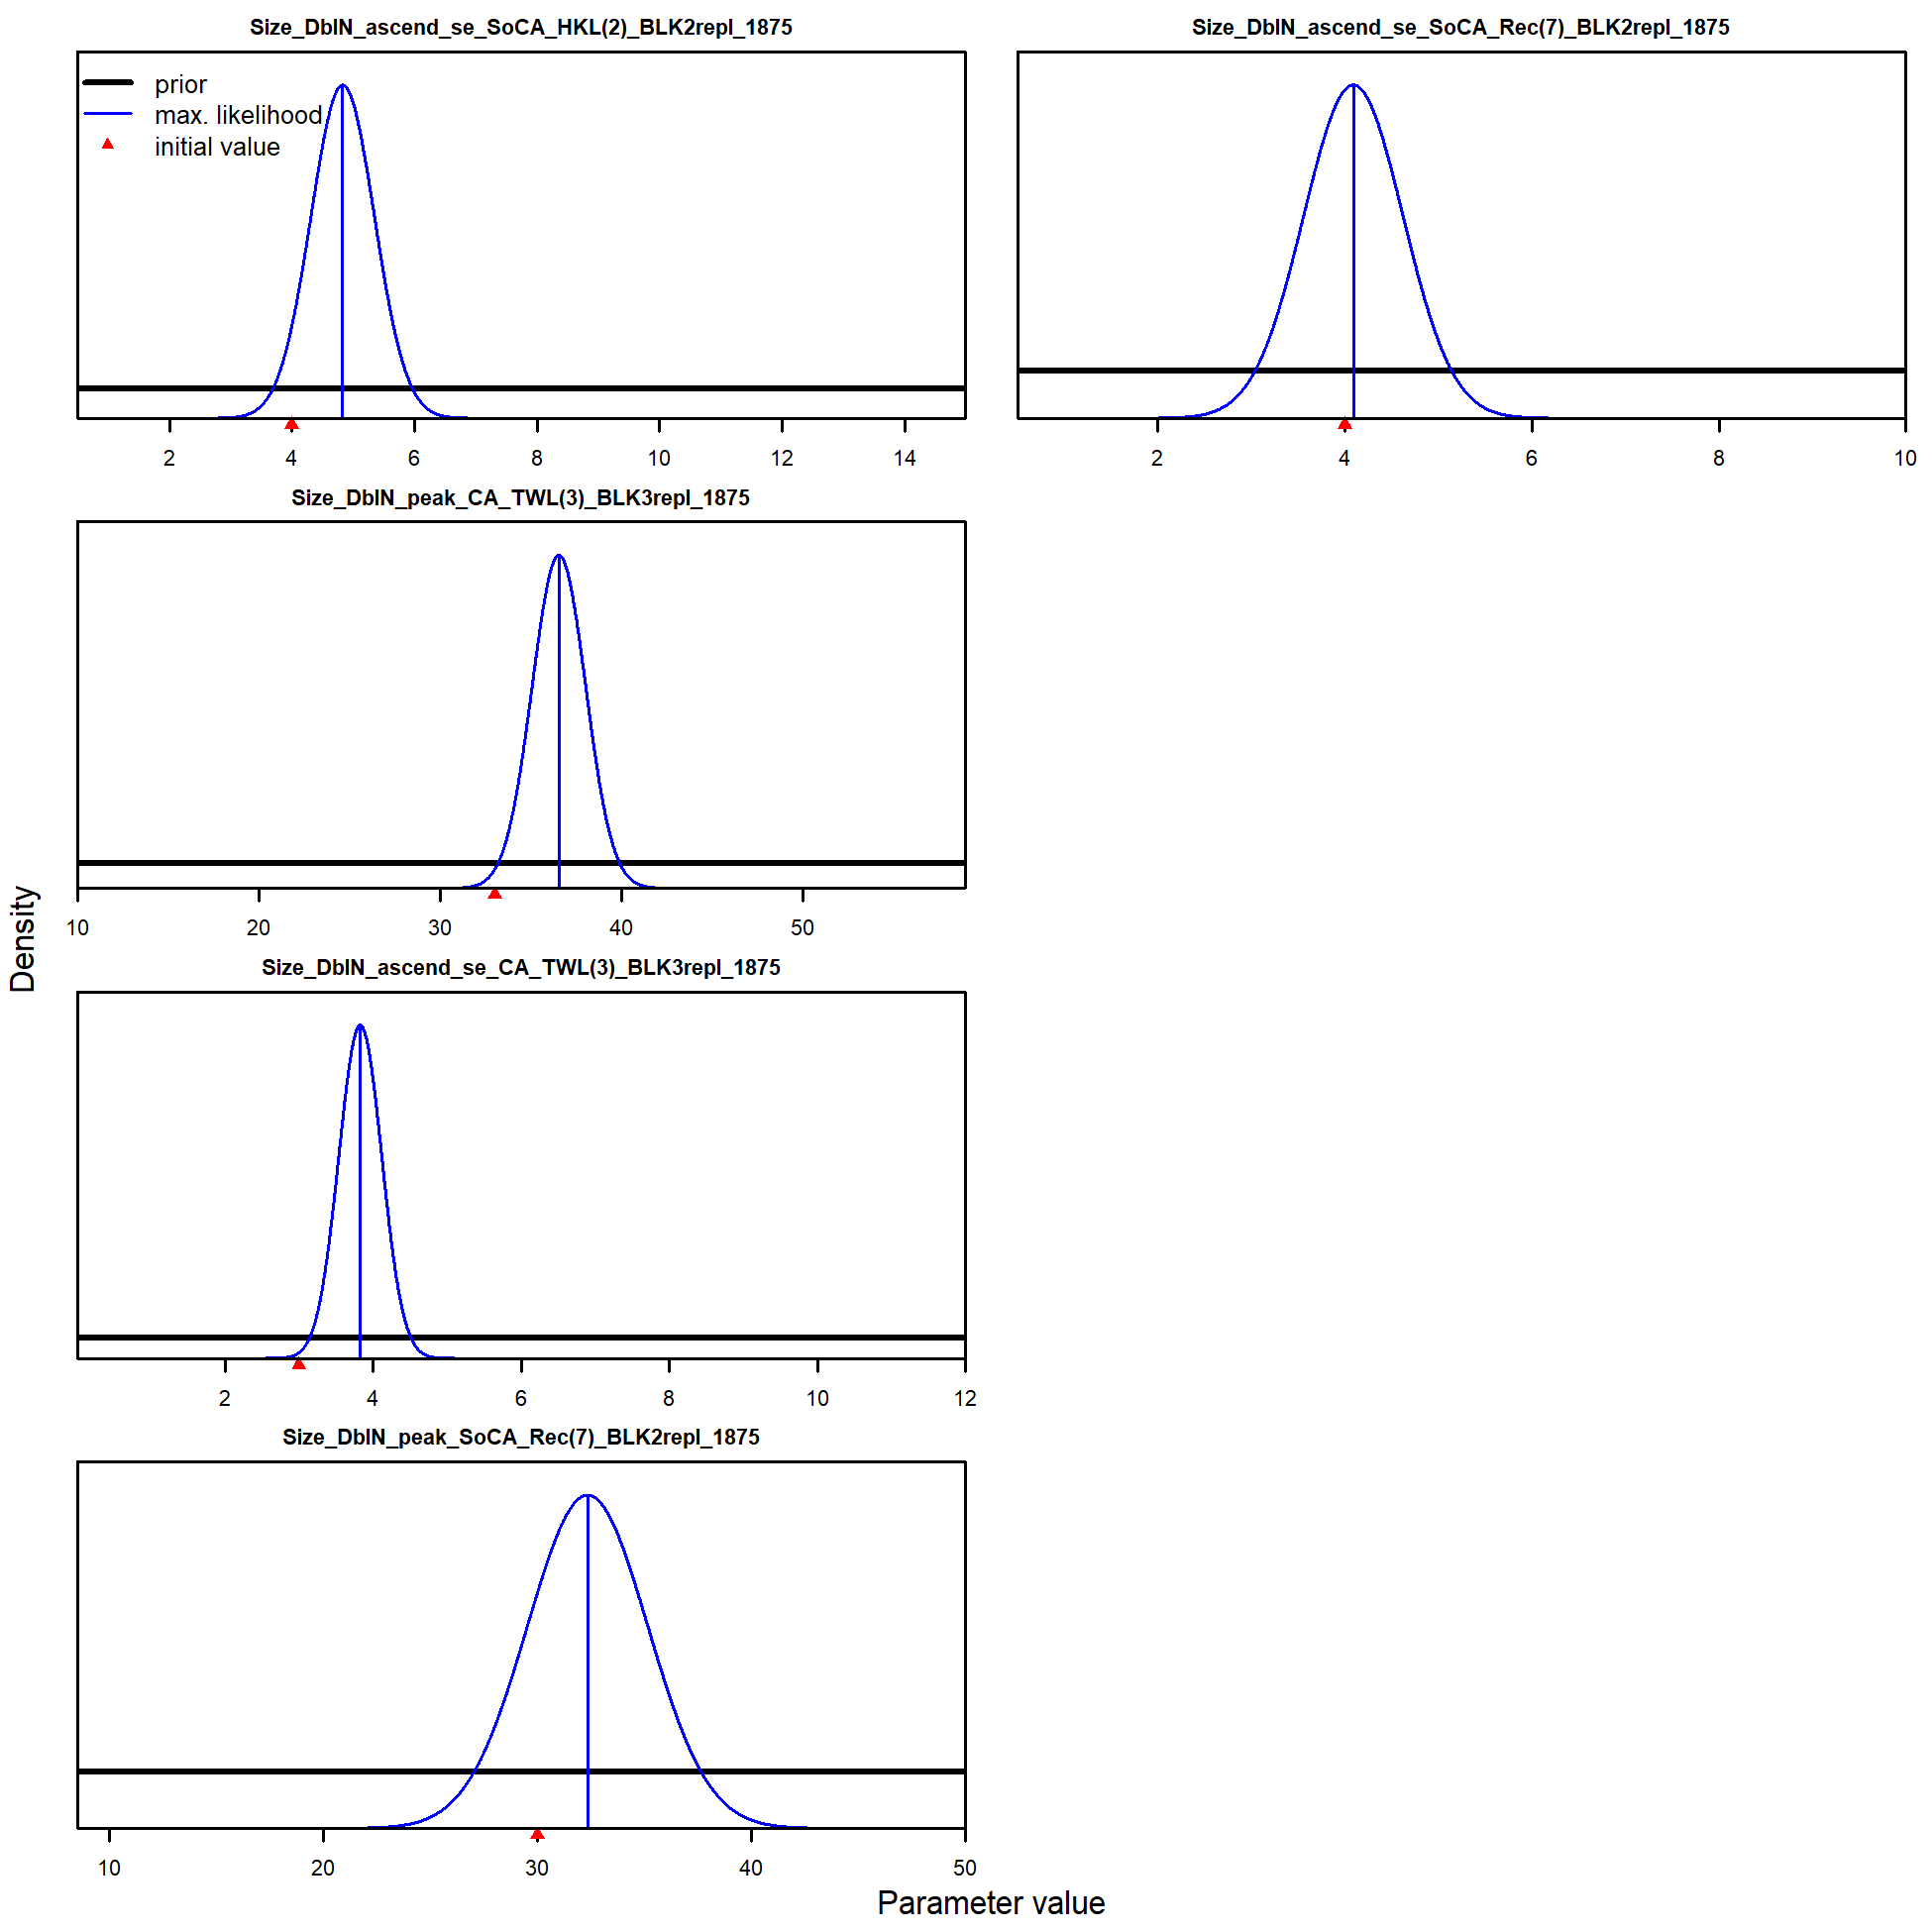 Size_DblN_ascend_se_SoCA_HKL(2)_BLK2repl_1875
prior
max. likelihood
initial value
2 4 6 8 10 12 14
Size_DblN_ascend_se_SoCA_Rec(7)_BLK2repl_1875
2 4 6 8 10
Size_DblN_peak_CA_TWL(3)_BLK3repl_1875
10 20 30 40 50
Size_DblN_ascend_se_CA_TWL(3)_BLK3repl_1875
2 4 6 8 10 12
Size_DblN_peak_SoCA_Rec(7)_BLK2repl_1875
10 20 30 40 50
Density
Parameter value